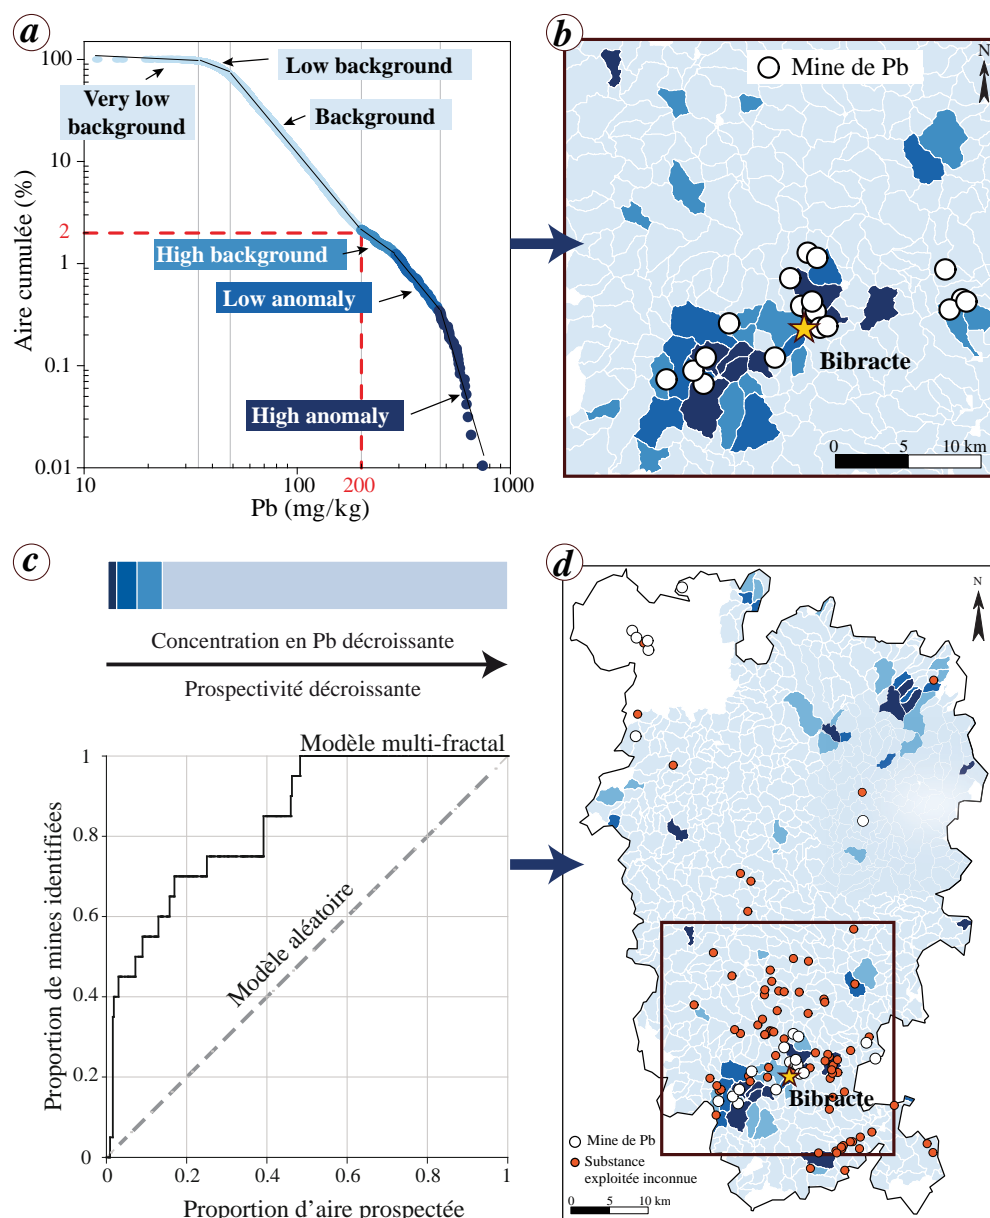 a
100
10
2
1
0.1
0.01
Aire cumulée (%)
Low background
Very low
background
Background
High background
Low anomaly
High anomaly
10
100
200
1000
Pb (mg/kg)
b
Mine de Pb
N
Bibracte
0
5
10 km
c
Concentration en Pb décroissante
Prospectivité décroissante
Modèle multi-fractal
Modèle aléatoire
Proportion de mines identifiées
1
0.8
0.6
0.4
0.2
0
0
0.2
0.4
0.6
0.8
1
Proportion d'aire prospectée
d
N
Bibracte
Mine de Pb
Substance
exploitée inconnue
0
5
10 km